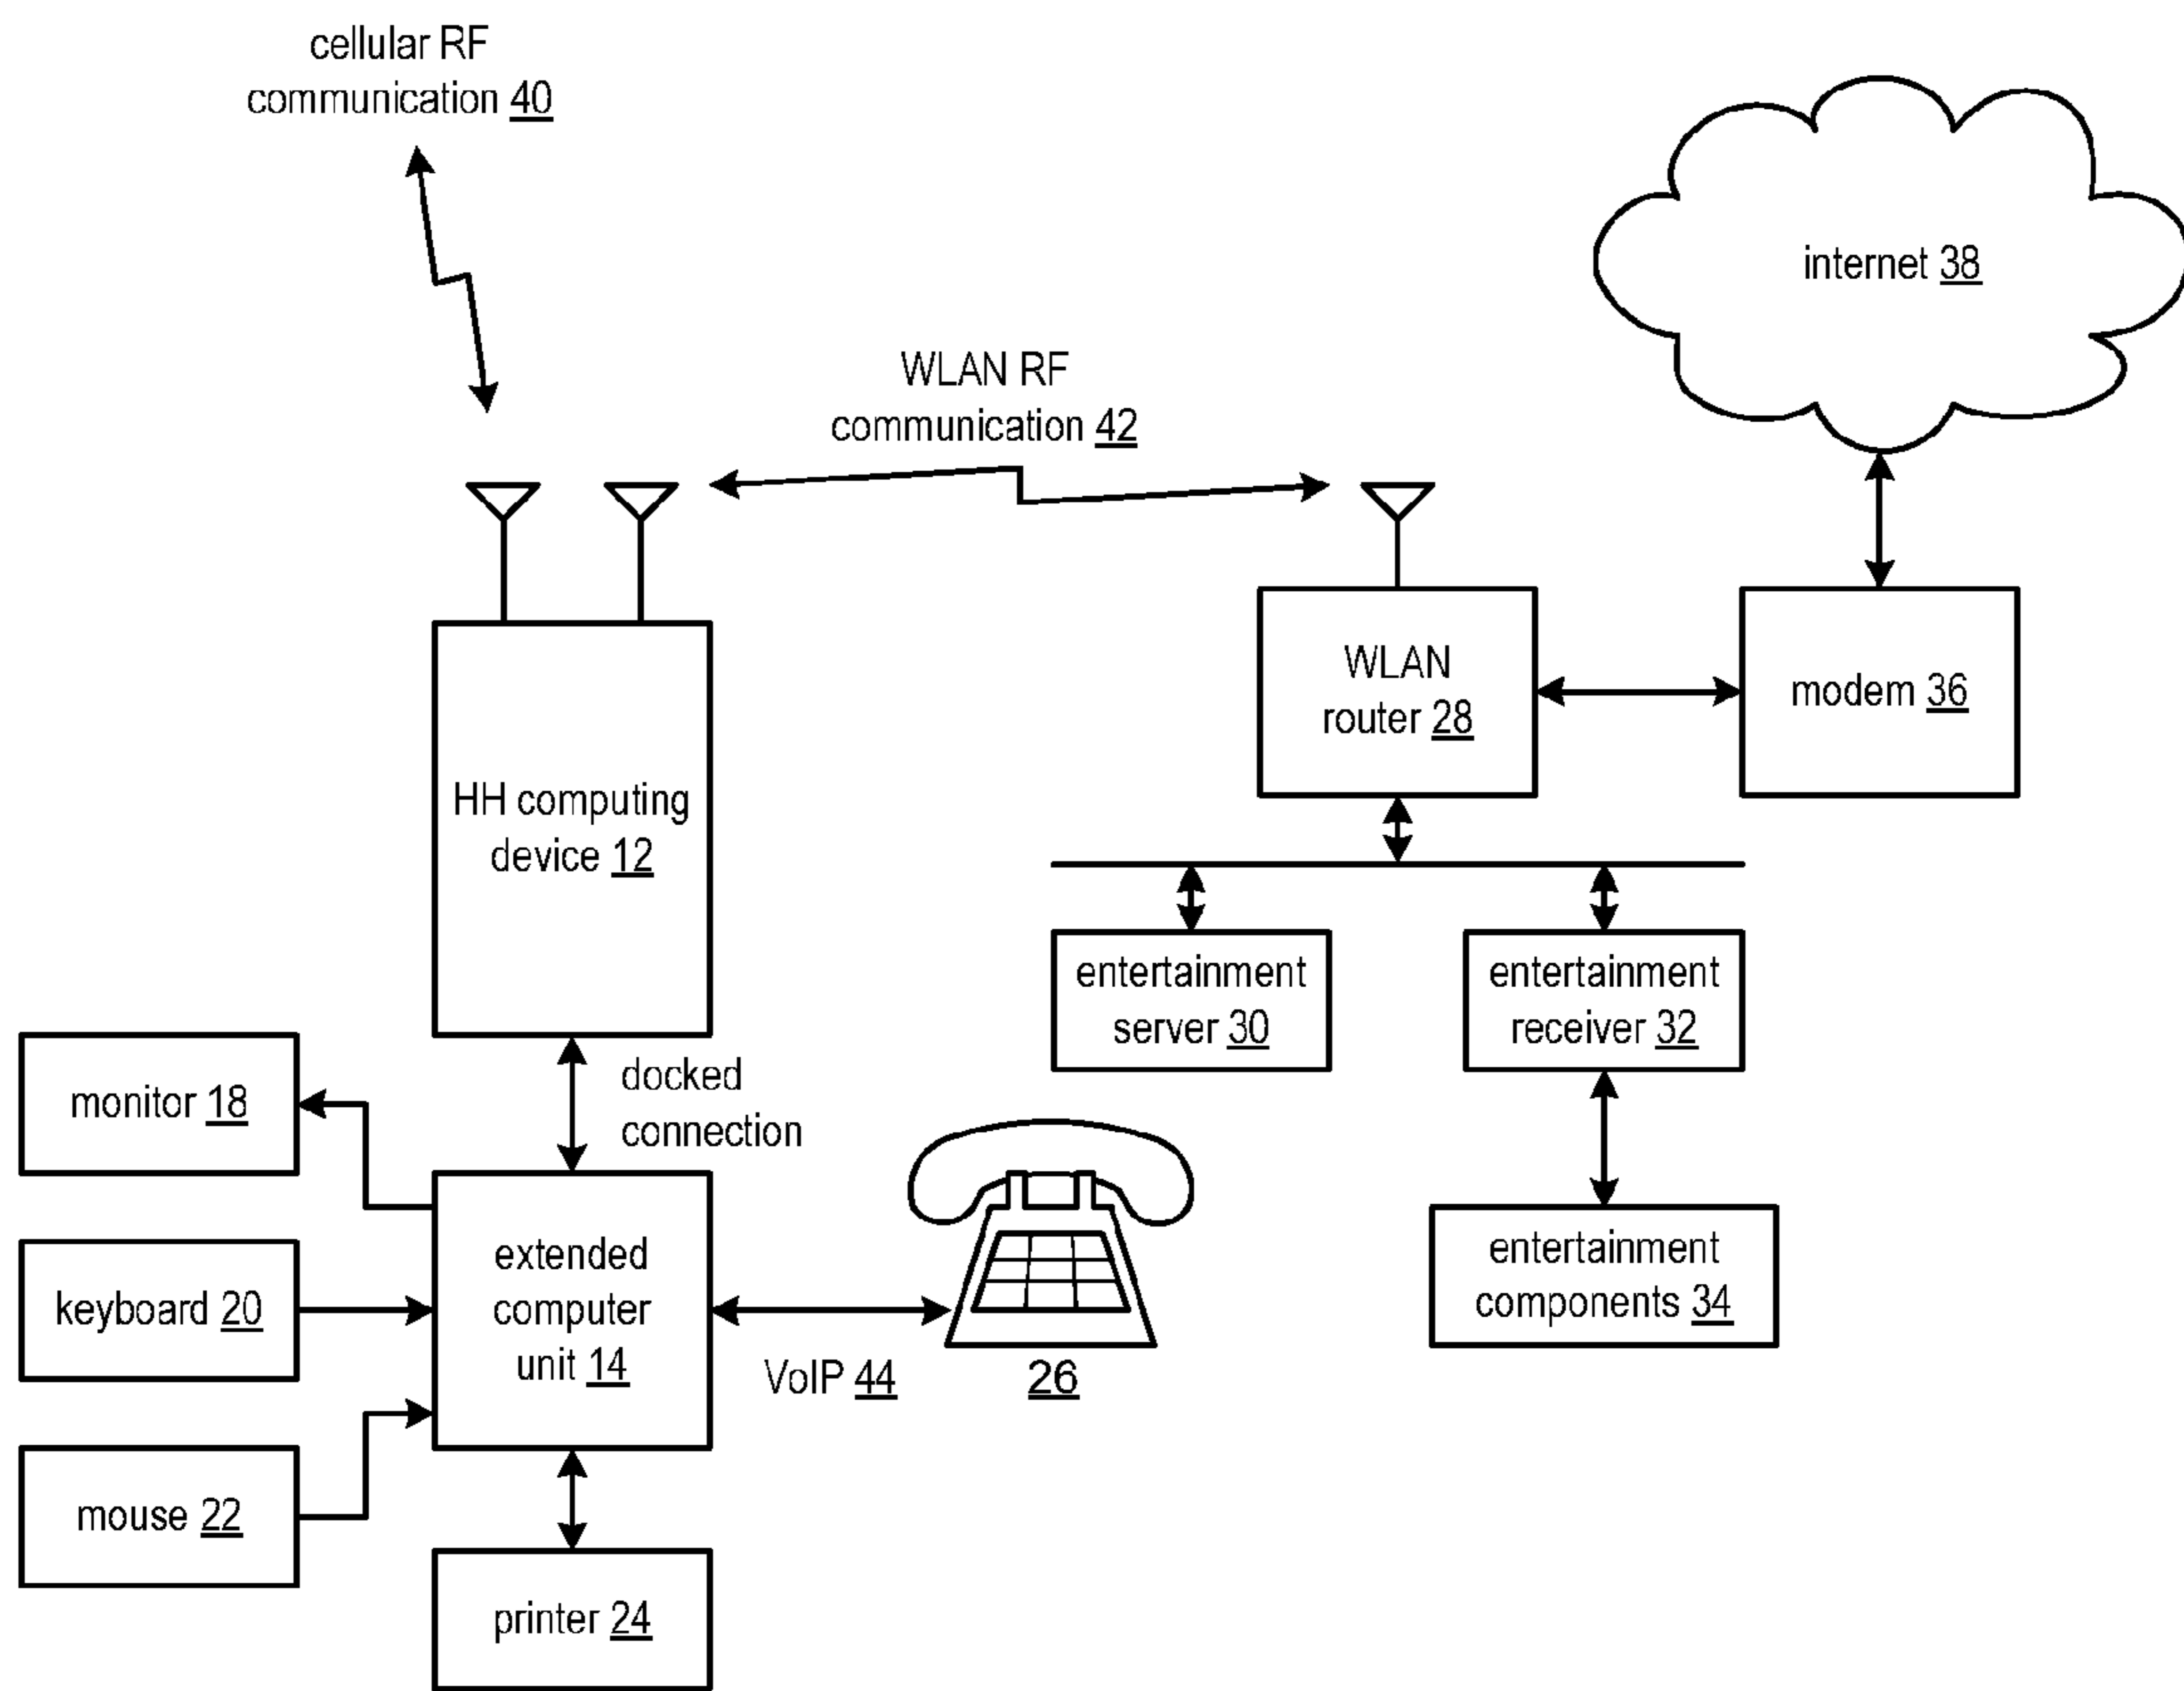 cellular RF
communication 40
internet 38
WLAN RF
communication 42
WLAN
router 28
modem 36
HH computing
device 12
entertainment
server 30
entertainment
receiver 32
docked
connection
monitor 18
keyboard 20
mouse 22
extended
computer
unit 14
VoIP 44
26
entertainment
components 34
printer 24